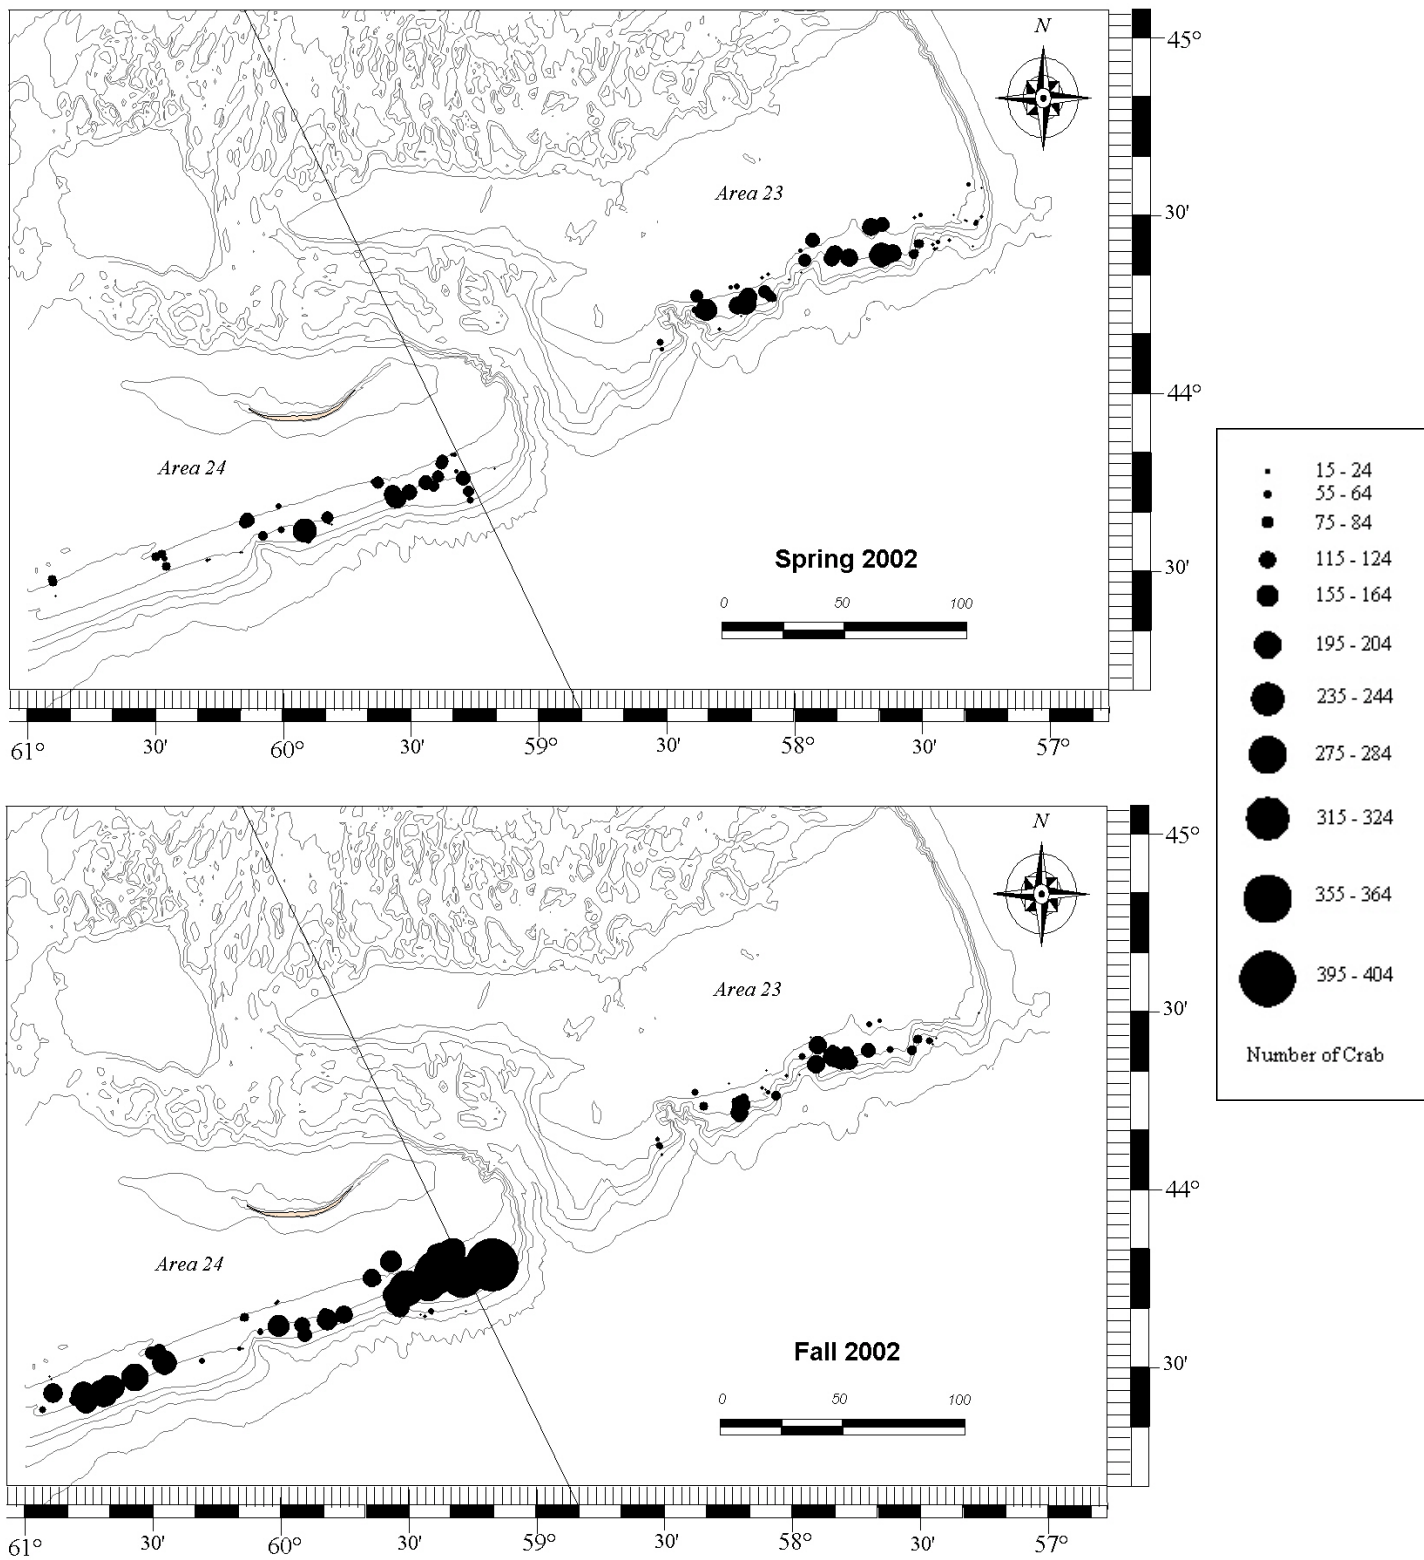 N
45°
Area 23
30'
44°
Area 24
Spring 2002
30'
0 50 100
61° 30' 60° 30' 59° 30' 58° 30' 57°
15 - 24
55 - 64
75 - 84
115 - 124
155 - 164
195 - 204
235 - 244
275 - 284
315 - 324
355 - 364
395 - 404
Number of Crab
N
45°
Area 23
30'
44°
Area 24
Fall 2002
30'
0 50 100
61° 30' 60° 30' 59° 30' 58° 30' 57°